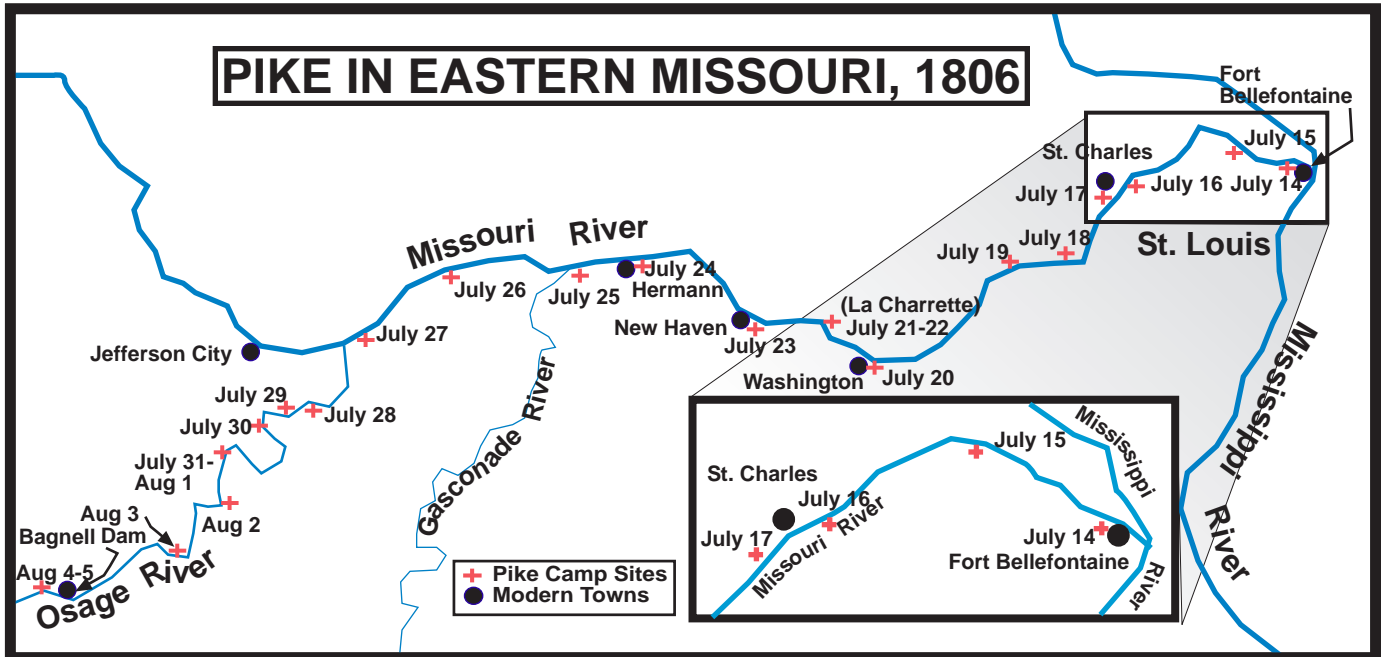 PIKE IN EASTERN MISSOURI, 1806
Fort
Bellefontaine
July 15
St. Charles
July 16
July 14
July 17
St. Louis
July 18
July 19
Missouri River
July 24
Hermann
July 25
July 26
(La Charrette)
July 21-22
New Haven
July 23
July 27
Jefferson City
Washington
July 20
Mississippi River
July 29
July 28
July 30
July 31-
Aug 1
Gasconade River
Aug 2
Aug 3
Bagnell Dam
Aug 4-5
Osage River
Pike Camp Sites
Modern Towns
Mississippi River
July 15
St. Charles
July 16
July 17
Missouri River
July 14
Fort Bellefontaine